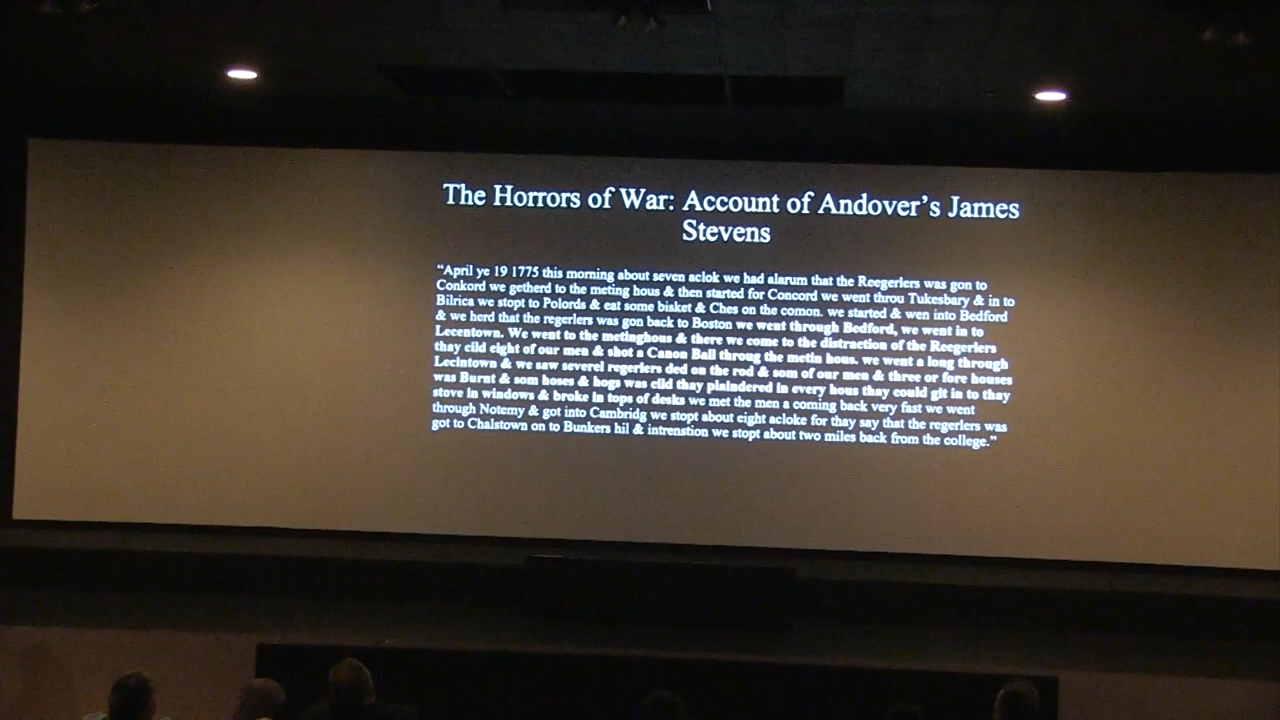 The Horrors of War: Account of Andover’s James
Stevens
“April ye 19 1775 this morning about seven aclok we had alarum that the Reegerlers was gon to
Conkord we getherd to the meting hous & then started for Concord we went throu Tukesbary & in to
Bilrica we stopt to Polords & eat some bisket & Ches on the comon. we started & wen into Bedford
& we herd that the regerlers was gon back to Boston we went through Bedford, we went in to
Lecentown. We went to the metinghous & there we come to the distraction of the Reegerlers
thay cild eight of our men & shot a Canon Ball throug the metin hous. we went a long through
Lecintown & we saw severel regerlers ded on the rod & som of our men & three or fore houses
was Burnt & som hoses & hogs was cild thay plaindered in every hous thay could git in to thay
stove in windows & broke in tops of desks we met the men a coming back very fast we went
through Notemy & got into Cambridg we stopt about eight acloke for thay say that the regerlers was
got to Chalstown on to Bunkers hil & intrenstion we stopt about two miles back from the college.”